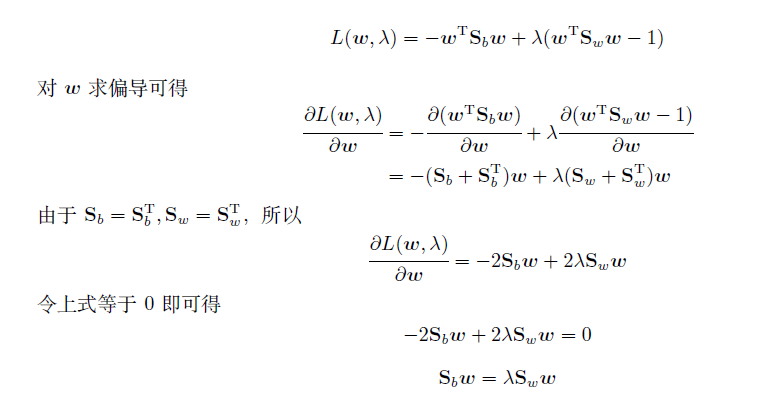 L(w, λ) = −wᵀS_b w + λ(wᵀS_w w − 1)
对 w 求偏导可得
∂L(w, λ)/∂w = −∂(wᵀS_b w)/∂w + λ ∂(wᵀS_w w − 1)/∂w
= −(S_b + S_bᵀ)w + λ(S_w + S_wᵀ)w
由于 S_b = S_bᵀ, S_w = S_wᵀ, 所以
∂L(w, λ)/∂w = −2S_b w + 2λS_w w
令上式等于 0 即可得
−2S_b w + 2λS_w w = 0
S_b w = λS_w w